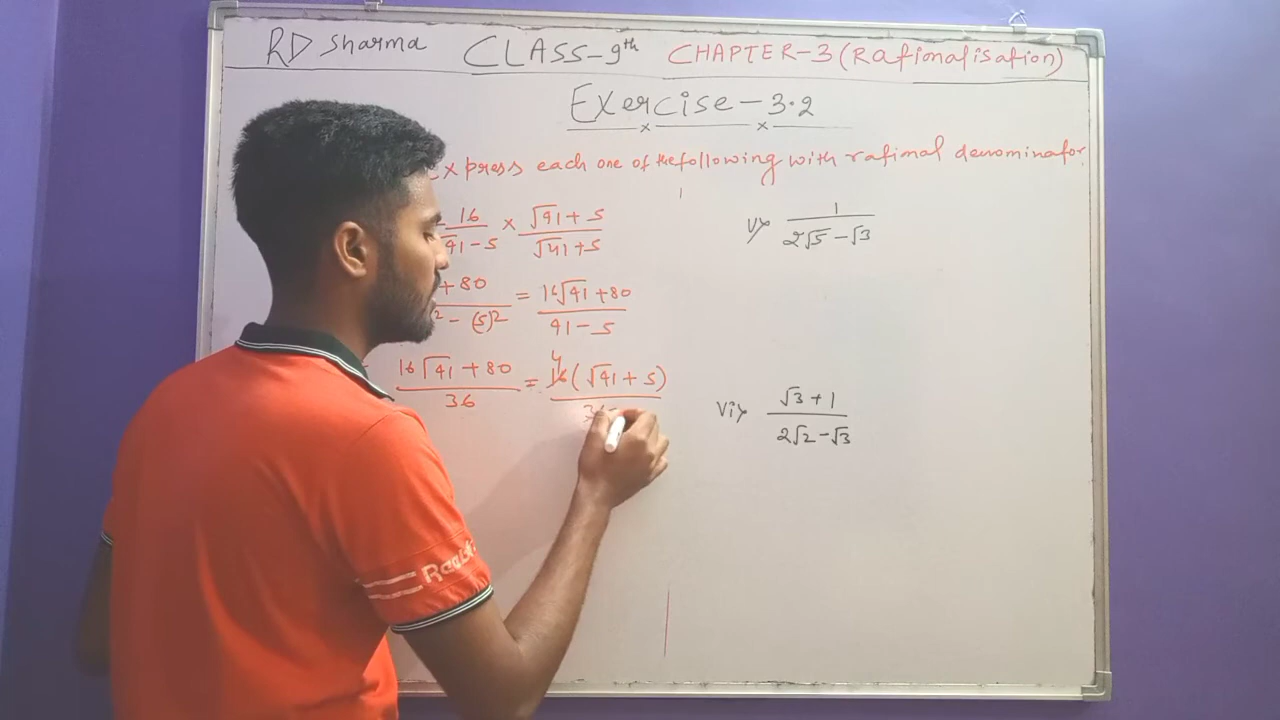 RD Sharma CLASS-9th CHAPTER-3 (Rationalisation)
Exercise-3.2
Express each one of the following with rational denominator
16/√41-5 × √41+5/√41+5
+80/² - (5)² = 16√41+80/41-5
16√41+80/36 = 4 16(√41+5)/36
v) 1/2√5-√3
vi) √3+1/2√2-√3